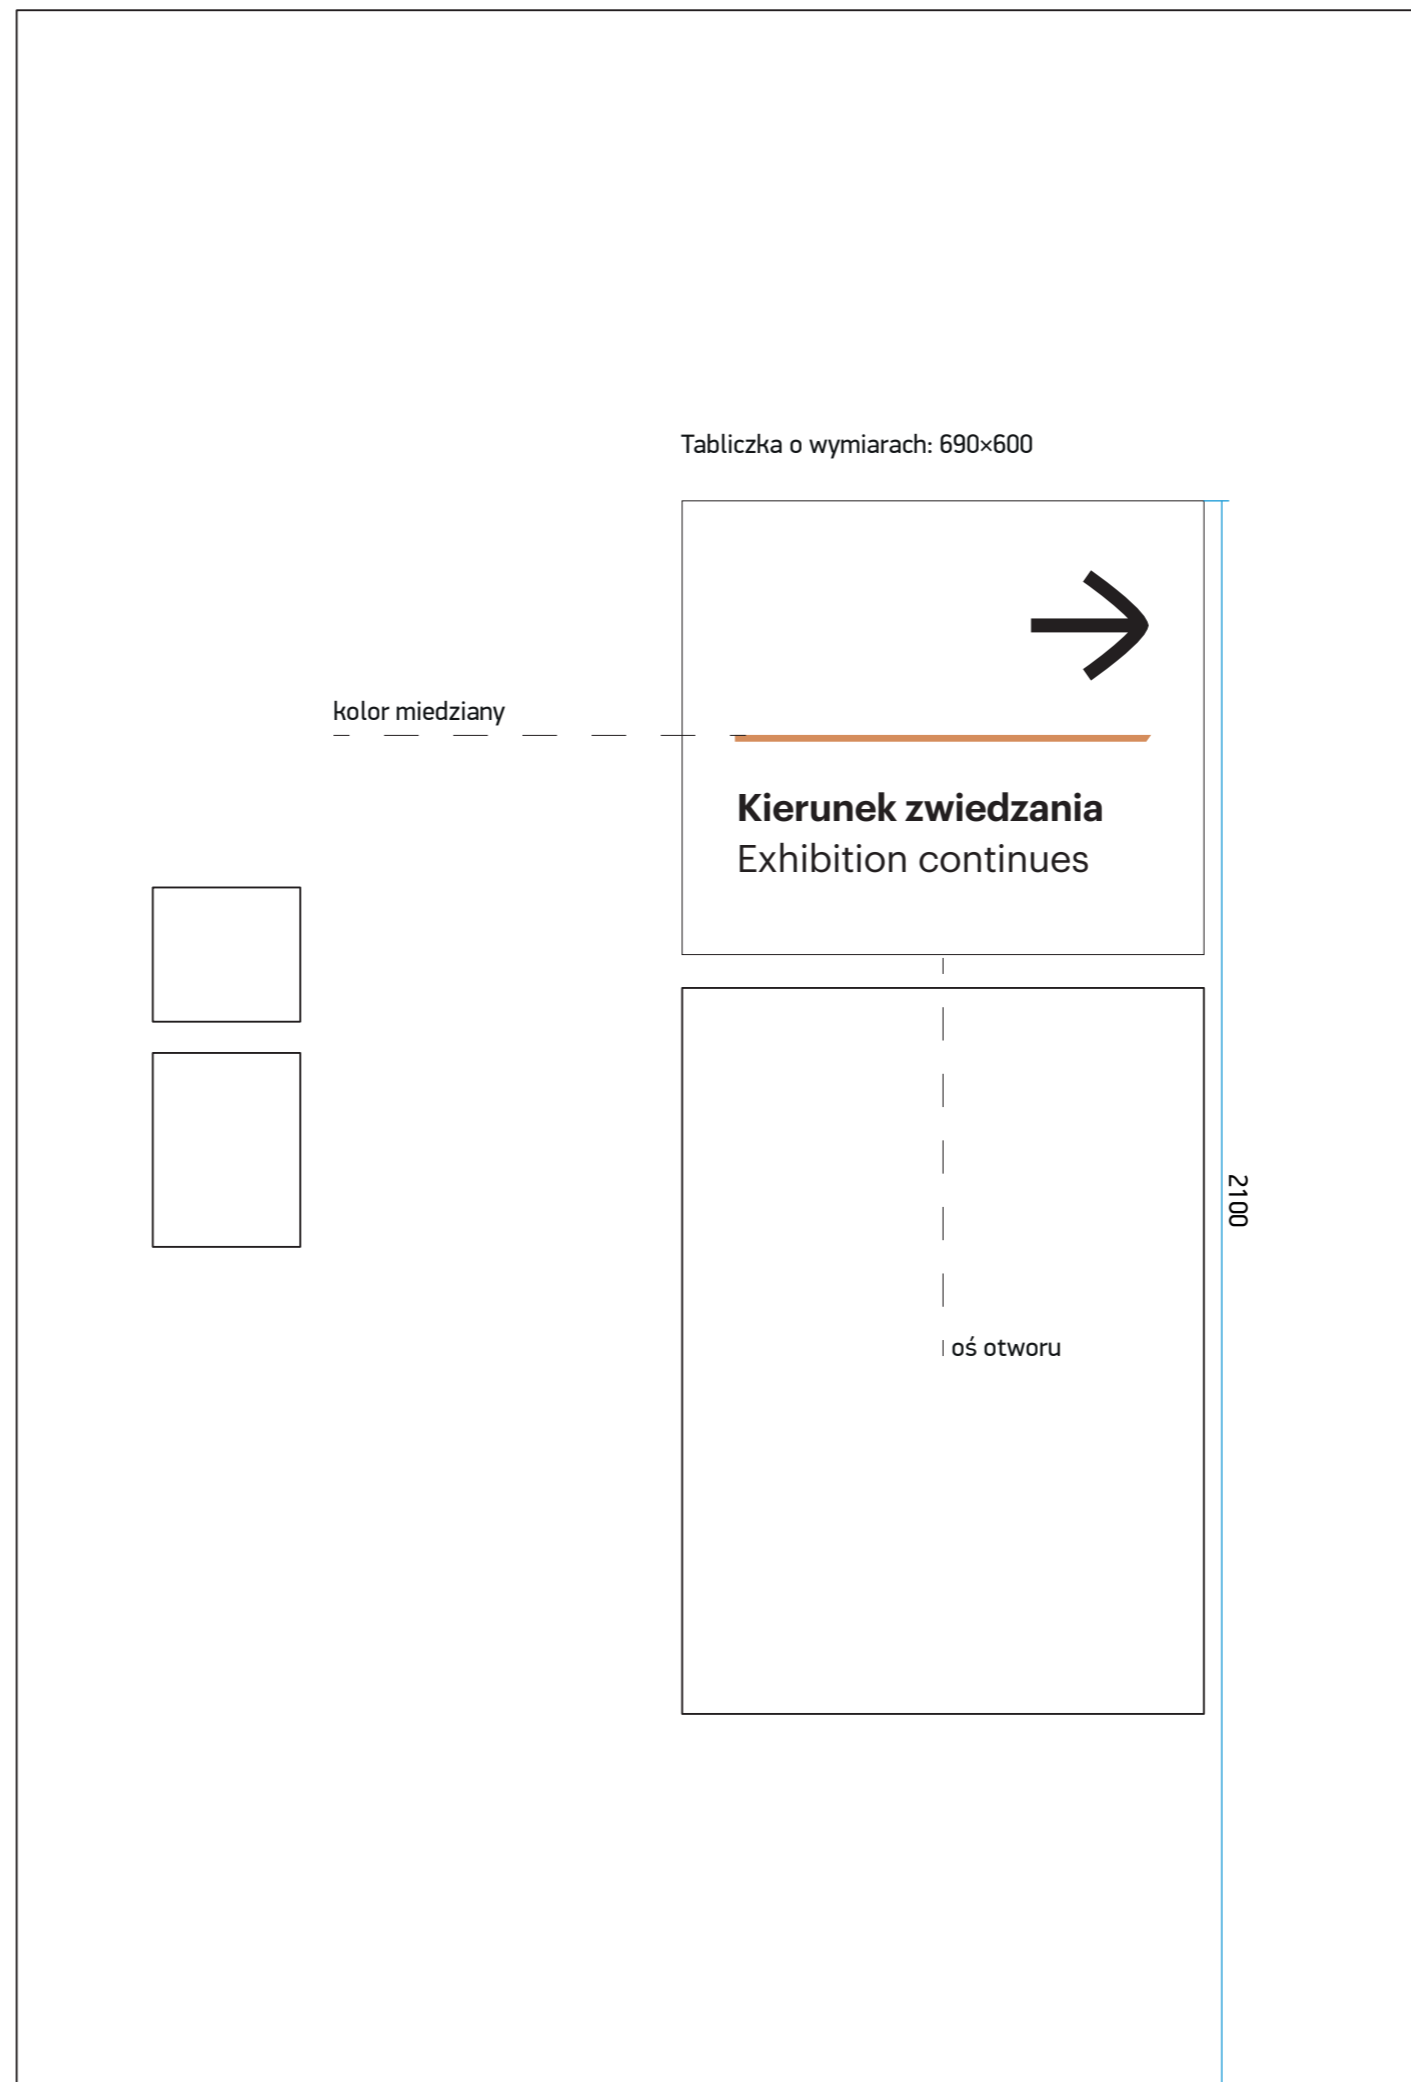 Tabliczka o wymiarach: 690×600
kolor miedziany
Kierunek zwiedzania
Exhibition continues
2100
oś otworu